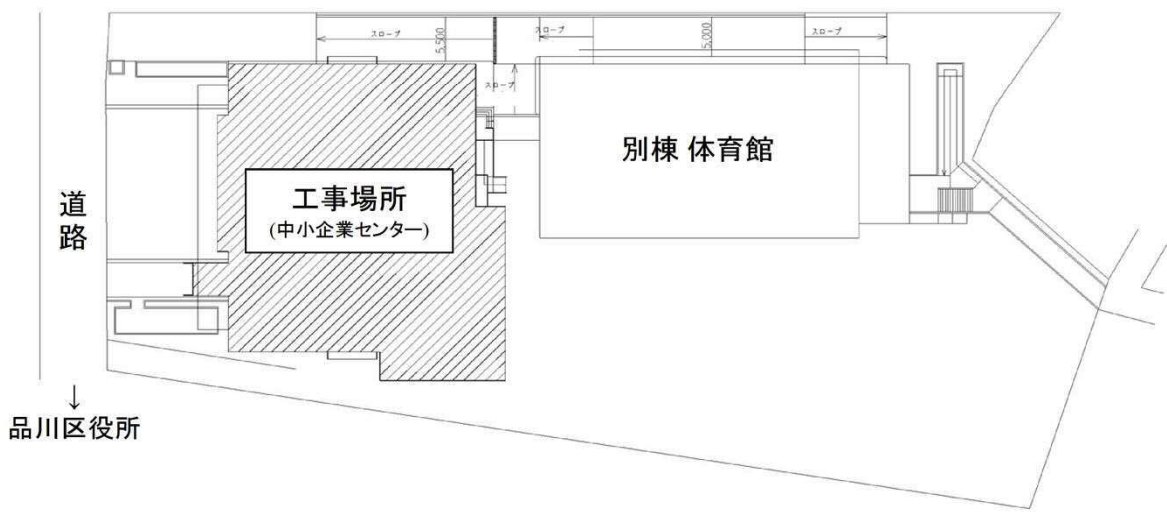 スロープ
5,500
スロープ
5,000
スロープ
スロープ
別棟 体育館
工事場所
(中小企業センター)
道路
↓
品川区役所